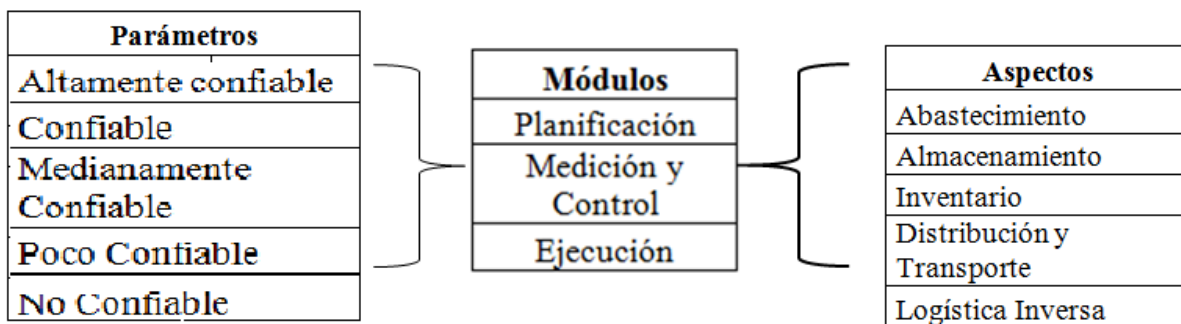 Parámetros
Altamente confiable
Confiable
Medianamente
Confiable
Poco Confiable
No Confiable
Módulos
Planificación
Medición y
Control
Ejecución
Aspectos
Abastecimiento
Almacenamiento
Inventario
Distribución y
Transporte
Logística Inversa